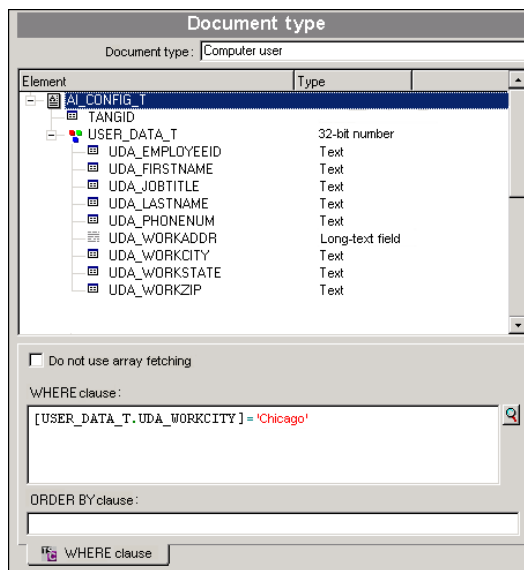 Document type
Document type: Computer user
Element Type
AI_CONFIG_T
TANGID
USER_DATA_T 32-bit number
UDA_EMPLOYEEID Text
UDA_FIRSTNAME Text
UDA_JOBTITLE Text
UDA_LASTNAME Text
UDA_PHONENUM Text
UDA_WORKADDR Long-text field
UDA_WORKCITY Text
UDA_WORKSTATE Text
UDA_WORKZIP Text
Do not use array fetching
WHERE clause:
[USER_DATA_T.UDA_WORKCITY]='Chicago'
ORDER BY clause:
WHERE clause